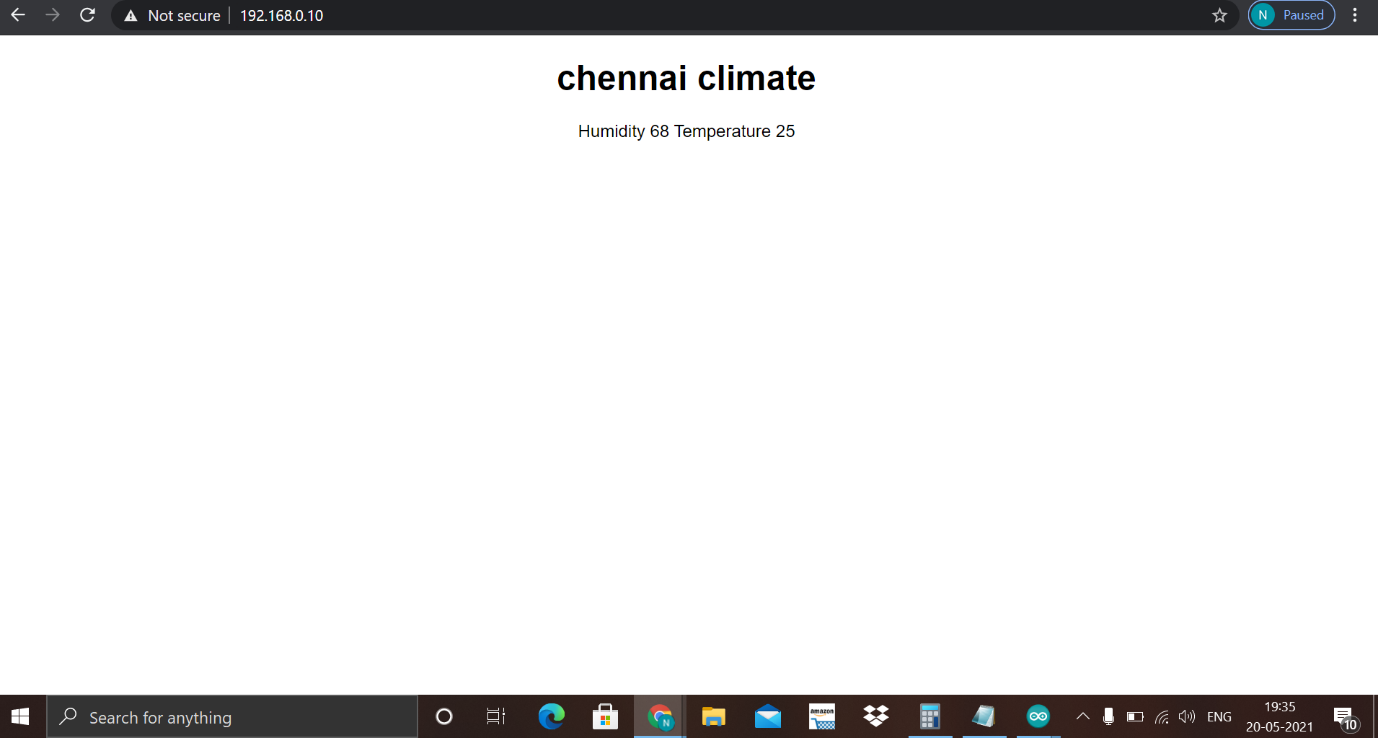 Not secure 192.168.0.10
N Paused
chennai climate
Humidity 68 Temperature 25
Search for anything
N
amazon
ENG
19:35
20-05-2021
10